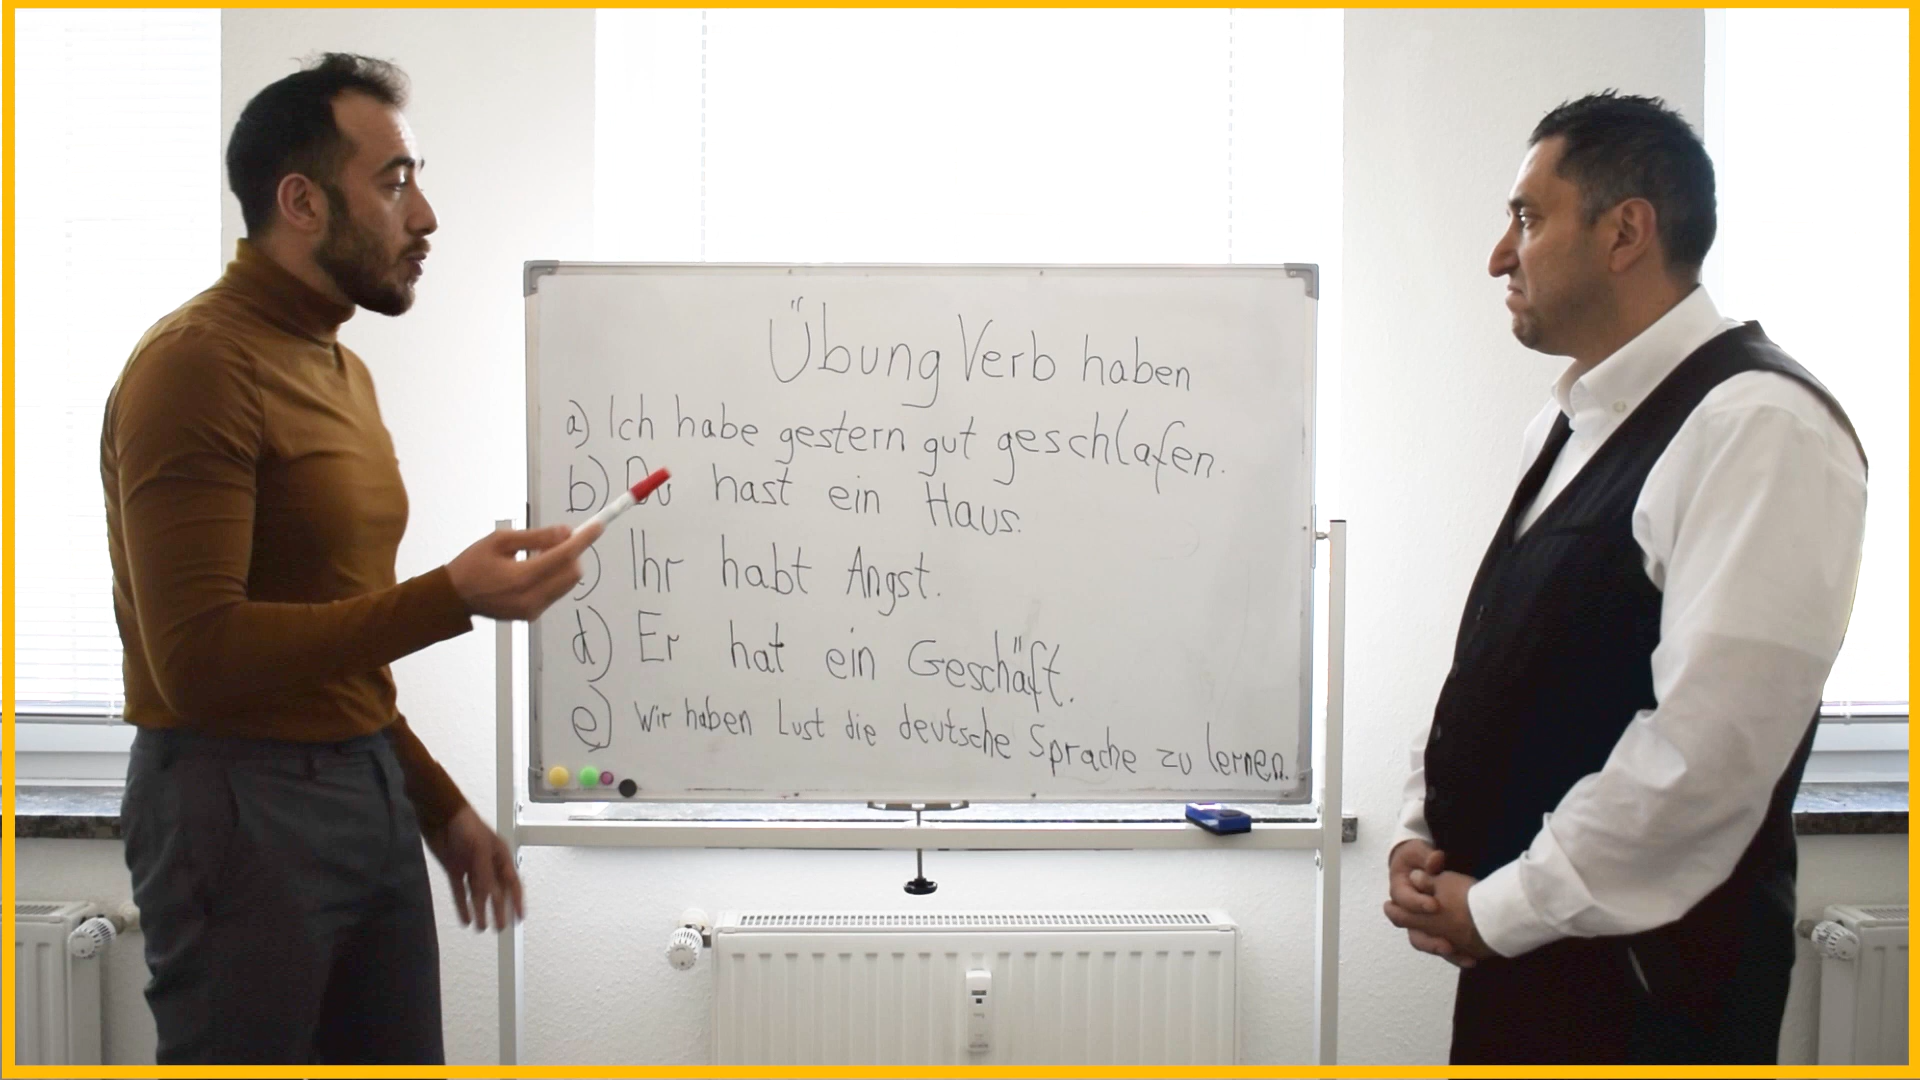 Übung Verb haben
a) Ich habe gestern gut geschlafen.
b) Du hast ein Haus.
) Ihr habt Angst.
d) Er hat ein Geschäft.
e) Wir haben Lust die deutsche Sprache zu lernen.